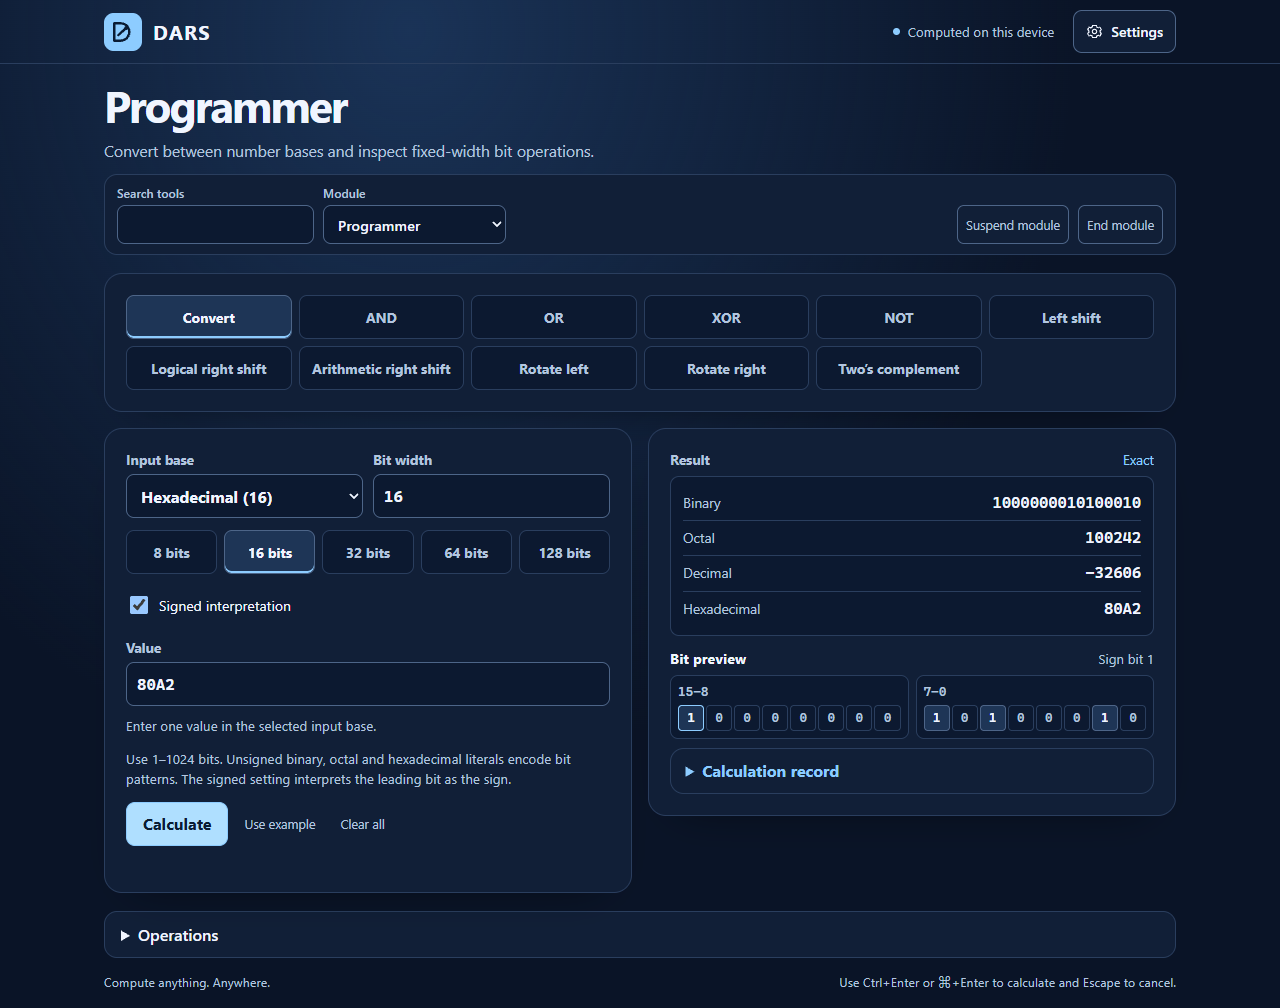 DARS
Computed on this device
Settings
Programmer
Convert between number bases and inspect fixed-width bit operations.
Search tools
Module
Programmer
Suspend module
End module
Convert
AND
OR
XOR
NOT
Left shift
Logical right shift
Arithmetic right shift
Rotate left
Rotate right
Two's complement
Input base
Bit width
Hexadecimal (16)
16
8 bits
16 bits
32 bits
64 bits
128 bits
Signed interpretation
Value
80A2
Enter one value in the selected input base.
Use 1–1024 bits. Unsigned binary, octal and hexadecimal literals encode bit
patterns. The signed setting interprets the leading bit as the sign.
Calculate
Use example
Clear all
Result
Exact
Binary
1000000010100010
Octal
100242
Decimal
−32606
Hexadecimal
80A2
Bit preview
Sign bit 1
15–8
1 0 0 0 0 0 0 0
7–0
1 0 1 0 0 0 1 0
Calculation record
Operations
Compute anything. Anywhere.
Use Ctrl+Enter or ⌘+Enter to calculate and Escape to cancel.